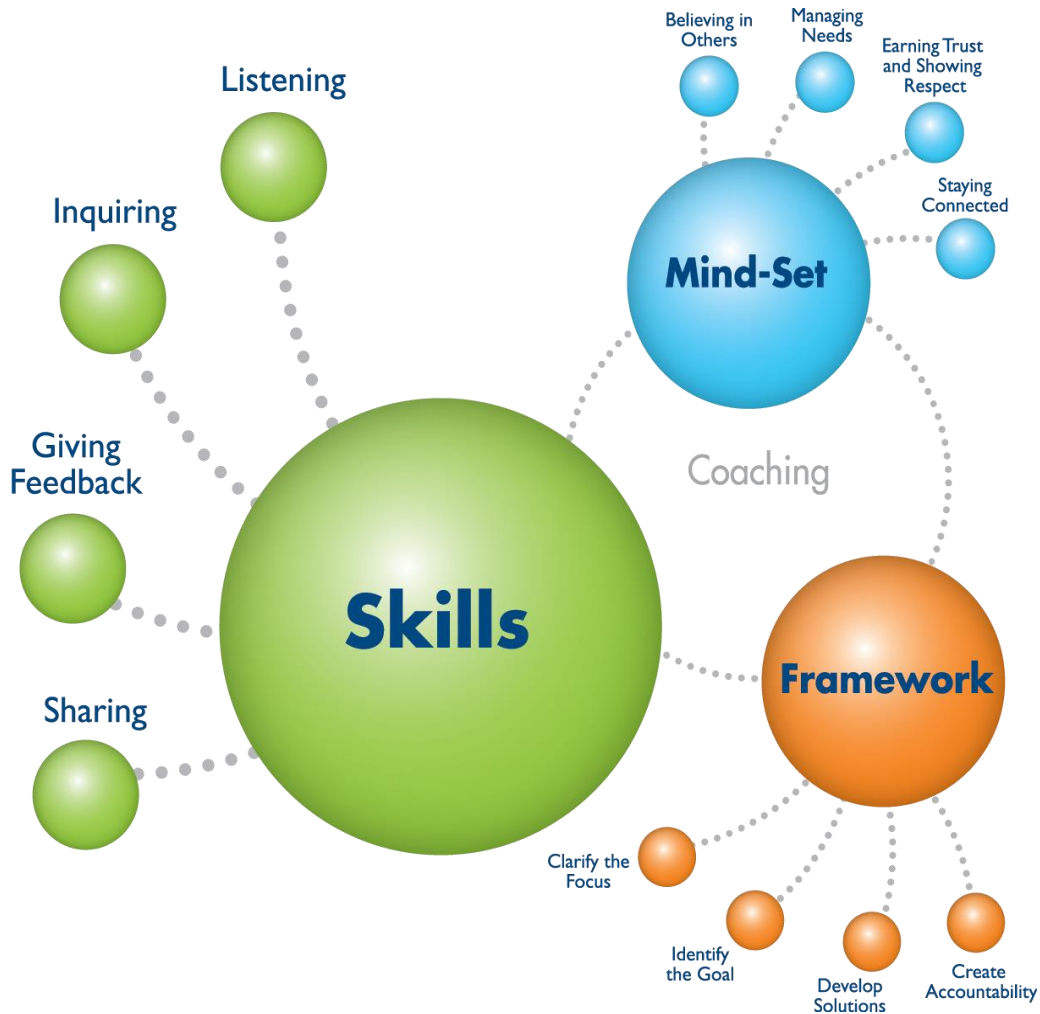 Listening
Inquiring
Giving
Feedback
Sharing
Skills
Believing in
Others
Managing
Needs
Earning Trust
and Showing
Respect
Staying
Connected
Mind-Set
Coaching
Framework
Clarify the
Focus
Identify
the Goal
Develop
Solutions
Create
Accountability